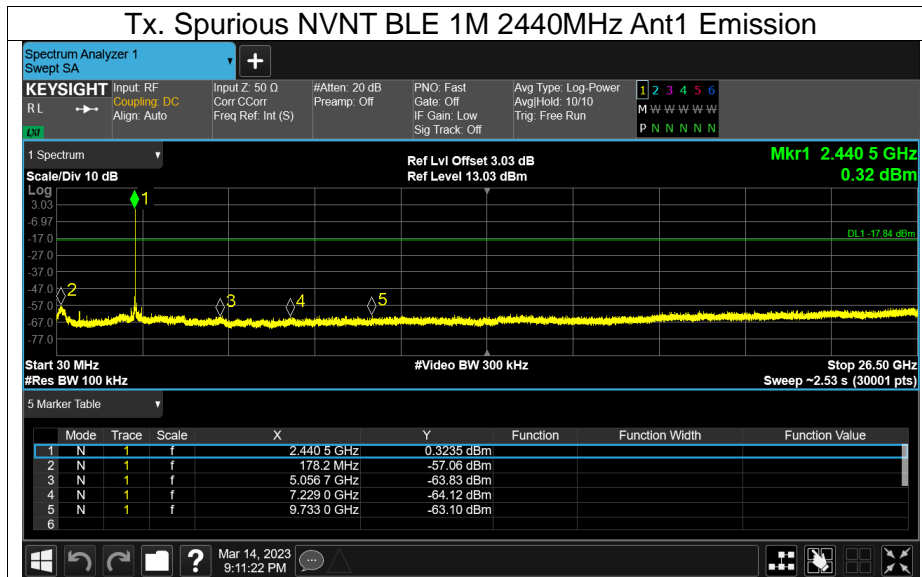 Tx. Spurious NVNT BLE 1M 2440MHz Ant1 Emission
Spectrum Analyzer 1
Swept SA
+
KEYSIGHT
RL
LXI
Input: RF
Coupling: DC
Align: Auto
Input Z: 50 Ω
Corr CCorr
Freq Ref: Int (S)
#Atten: 20 dB
Preamp: Off
PNO: Fast
Gate: Off
IF Gain: Low
Sig Track: Off
Avg Type: Log-Power
Avg|Hold: 10/10
Trig: Free Run
1 2 3 4 5 6
M W W W W W
P N N N N N
1 Spectrum
Scale/Div 10 dB
Ref Lvl Offset 3.03 dB
Ref Level 13.03 dBm
Mkr1 2.440 5 GHz
0.32 dBm
Log
3.03
-6.97
-17.0
-27.0
-37.0
-47.0
-57.0
-67.0
-77.0
1
2
3
4
5
DL1 -17.84 dBm
Start 30 MHz
#Res BW 100 kHz
#Video BW 300 kHz
Stop 26.50 GHz
Sweep ~2.53 s (30001 pts)
5 Marker Table
Mode Trace Scale X Y Function Function Width Function Value
1 N 1 f 2.440 5 GHz 0.3235 dBm
2 N 1 f 178.2 MHz -57.06 dBm
3 N 1 f 5.056 7 GHz -63.83 dBm
4 N 1 f 7.229 0 GHz -64.12 dBm
5 N 1 f 9.733 0 GHz -63.10 dBm
6
?
Mar 14, 2023
9:11:22 PM